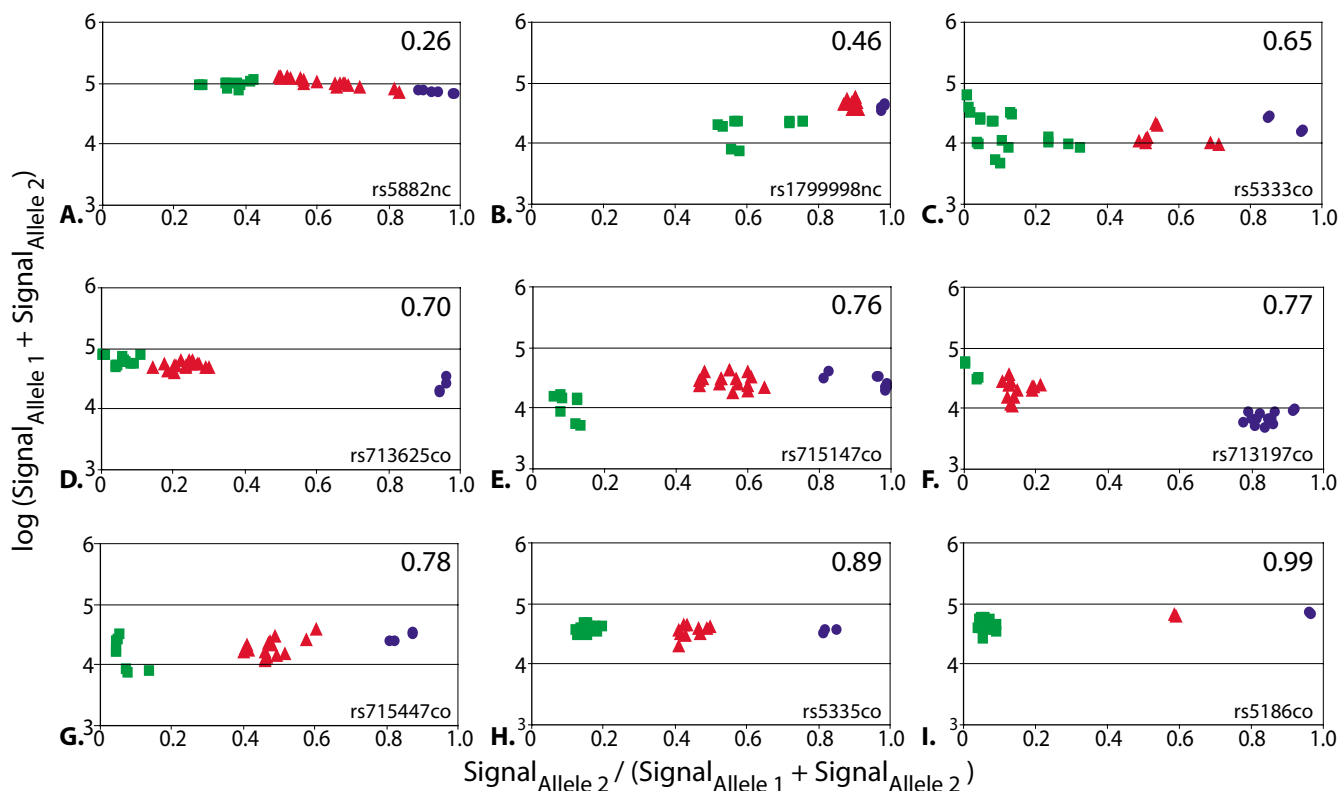 log (Signal Allele 1 + Signal Allele 2)
6
5
4
3
0.26
rs5882nc
A.
0 0.2 0.4 0.6 0.8 1.0
6
5
4
3
0.46
rs1799998nc
B.
0 0.2 0.4 0.6 0.8 1.0
6
5
4
3
0.65
rs5333co
C.
0 0.2 0.4 0.6 0.8 1.0
6
5
4
3
0.70
rs713625co
D.
0 0.2 0.4 0.6 0.8 1.0
6
5
4
3
0.76
rs715147co
E.
0 0.2 0.4 0.6 0.8 1.0
6
5
4
3
0.77
rs713197co
F.
0 0.2 0.4 0.6 0.8 1.0
6
5
4
3
0.78
rs715447co
G.
0 0.2 0.4 0.6 0.8 1.0
6
5
4
3
0.89
rs5335co
H.
0 0.2 0.4 0.6 0.8 1.0
6
5
4
3
0.99
rs5186co
I.
0 0.2 0.4 0.6 0.8 1.0
Signal Allele 2 / (Signal Allele 1 + Signal Allele 2)